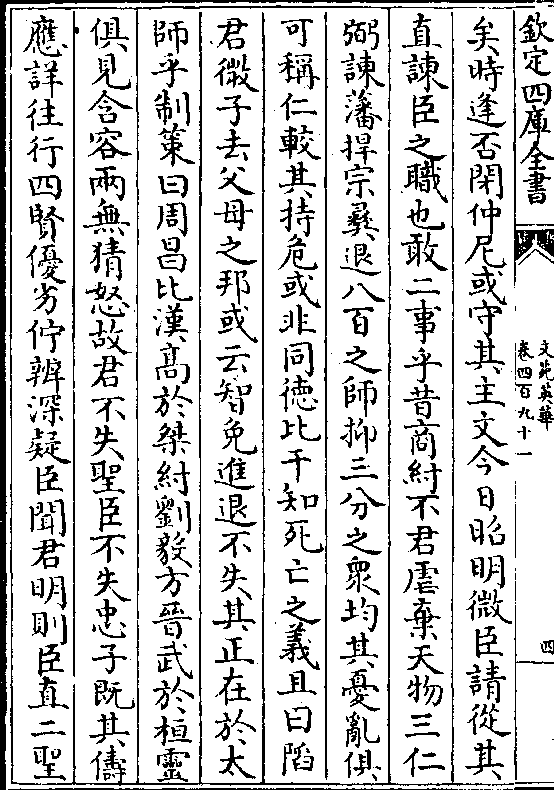 欽定四庫全書
文苑英華
卷四百九十一
四
矣時逢否閉仲尼或守其主文今日昭明微臣請從其
直諫臣之職也敢二事乎昔商紂不君虐棄天物三仁
弼諫藩捍宗彞退八百之師抑三分之衆均其憂亂俱
可稱仁較其持危或非同徳比干知死亡之義且曰䧟
君微子去父母之邦或云智免進退不失其正在於太
師乎制策曰周昌比漢髙於桀紂劉毅方晉武於桓靈
俱見含容兩無猜怒故君不失聖臣不失忠子既其儔
應詳往行四賢優劣佇辨深疑臣聞君明則臣直二聖